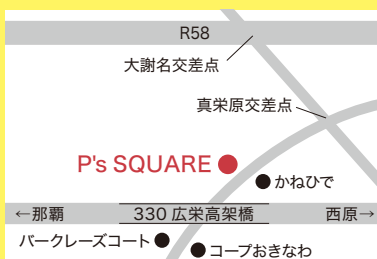 R58
大謝名交差点
真栄原交差点
P's SQUARE
かねひで
←那覇
330 広栄高架橋
西原→
バークレーズコート
コープおきなわ